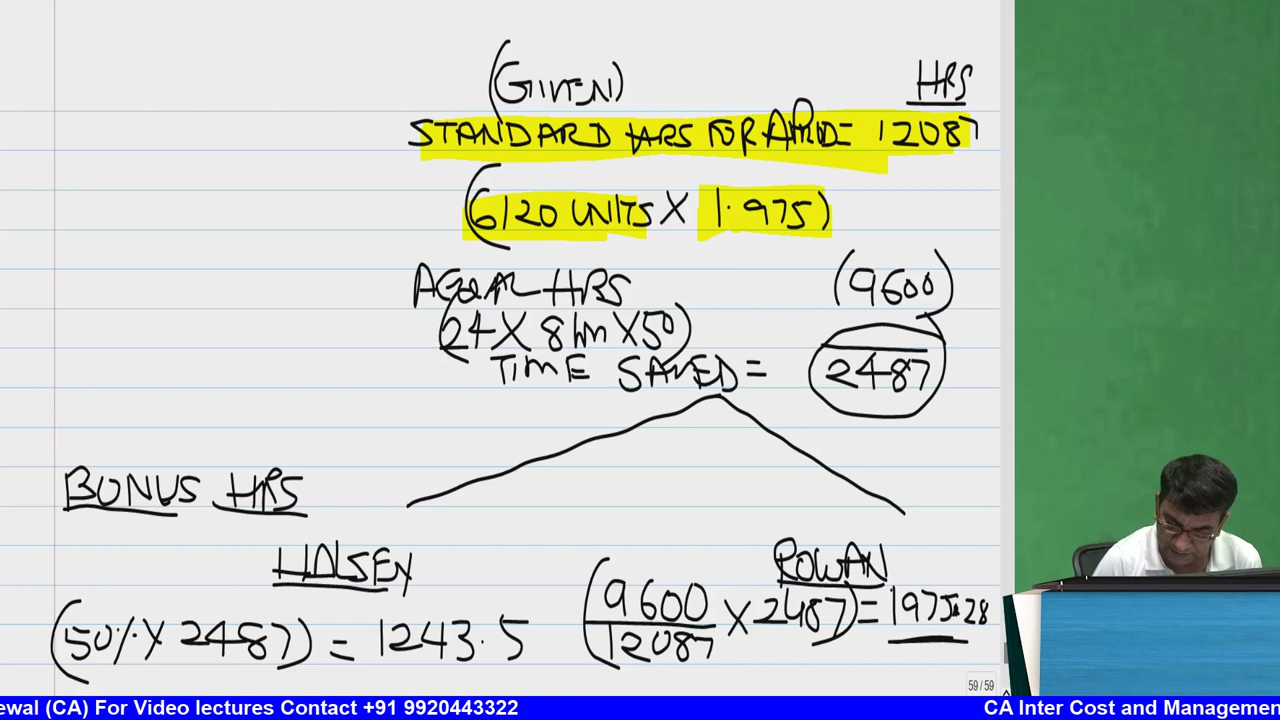 (GIVEN)
HRS
STANDARD HRS FOR = 12087
(6120 UNITS X 1.975)
ACTUAL HRS (9600)
(24 X 8 hrs X 50)
TIME SAVED = 2487
BONUS HRS
HALSEY ROWAN
(50% X 2487) = 1243.5
(9600/12087 X 2487) = 1975.28
59 / 59
ewal (CA) For Video lectures Contact +91 9920443322 CA Inter Cost and Managemen